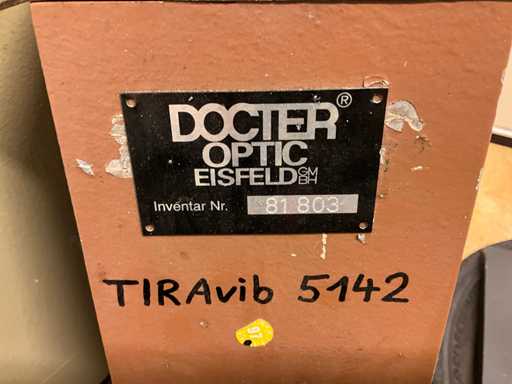 DOCTER®
OPTIC
EISFELD GMBH
Inventar Nr. 81 803
TIRAvib 5142